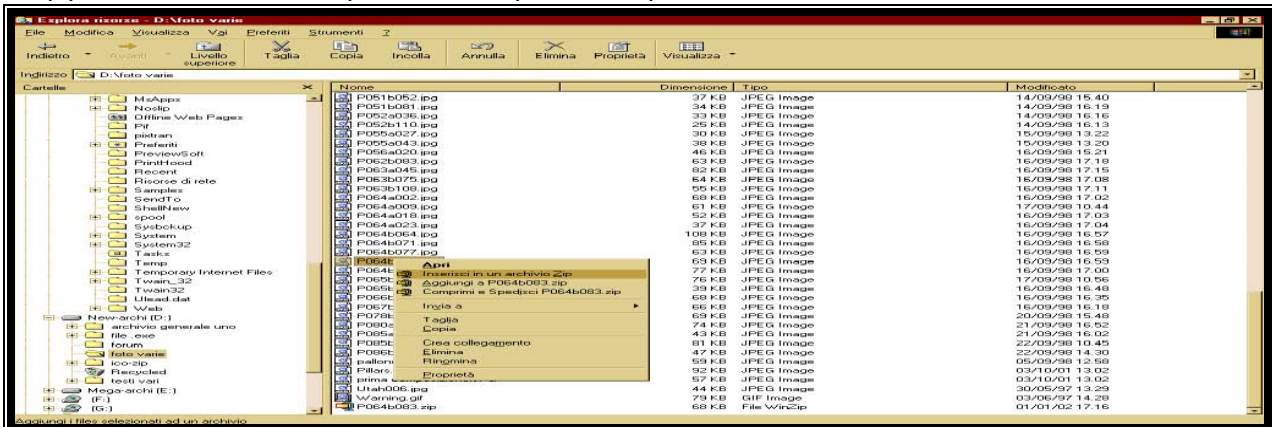 Explora risorse - D:\foto varie
File Modifica Visualizza Vai Preferiti Strumenti ?
Indietro Avanti Livello superiore Taglia Copia Incolla Annulla Elimina Proprietà Visualizza
Indirizzo D:\foto varie
Cartelle
MsApps
Noslip
Offline Web Pages
Pif
pixtran
Preferiti
PreviewSoft
PrintHood
Recent
Risorse di rete
Samples
SendTo
ShellNew
spool
Sysbckup
System
System32
Tasks
Temp
Temporary Internet Files
Twain_32
Twain32
Ulead.dat
Web
New-archi (D:)
archivio generale uno
file .exe
forum
foto varie
ico-zip
Recycled
testi vari
Mega-archi (E:)
(F:)
(G:)
Nome Dimensione Tipo Modificato
P051b052.jpg 37 KB JPEG Image 14/09/98 15.40
P051b081.jpg 34 KB JPEG Image 14/09/98 16.19
P052a036.jpg 33 KB JPEG Image 14/09/98 16.16
P052b110.jpg 25 KB JPEG Image 14/09/98 16.13
P055a027.jpg 30 KB JPEG Image 15/09/98 13.22
P055a043.jpg 38 KB JPEG Image 15/09/98 13.20
P056a020.jpg 46 KB JPEG Image 16/09/98 15.21
P062b083.jpg 63 KB JPEG Image 16/09/98 17.18
P063a045.jpg 82 KB JPEG Image 16/09/98 17.15
P063b075.jpg 64 KB JPEG Image 16/09/98 17.08
P063b108.jpg 55 KB JPEG Image 16/09/98 17.11
P064a002.jpg 68 KB JPEG Image 16/09/98 17.02
P064a009.jpg 61 KB JPEG Image 17/09/98 10.44
P064a018.jpg 52 KB JPEG Image 16/09/98 17.03
P064a023.jpg 37 KB JPEG Image 16/09/98 17.04
P064b064.jpg 108 KB JPEG Image 16/09/98 16.57
P064b071.jpg 85 KB JPEG Image 16/09/98 16.58
P064b077.jpg 63 KB JPEG Image 16/09/98 16.59
P064b 69 KB JPEG Image 16/09/98 16.59
P064b 77 KB JPEG Image 16/09/98 17.00
P065b 76 KB JPEG Image 17/09/98 10.56
P065b 39 KB JPEG Image 16/09/98 16.48
P066b 68 KB JPEG Image 16/09/98 16.35
P067b 66 KB JPEG Image 16/09/98 16.18
P078b 69 KB JPEG Image 20/09/98 15.48
P080a 74 KB JPEG Image 21/09/98 16.52
P085a 43 KB JPEG Image 21/09/98 16.02
P085b 81 KB JPEG Image 22/09/98 10.45
P086b 47 KB JPEG Image 22/09/98 14.30
pallon 59 KB JPEG Image 05/09/98 12.58
Pillars. 92 KB JPEG Image 03/10/01 13.02
prima 57 KB JPEG Image 03/10/01 13.02
Utah006.jpg 44 KB JPEG Image 30/05/97 13.29
Warning.gif 79 KB GIF Image 03/06/97 14.28
P064b083.zip 68 KB File WinZip 01/01/02 17.16
Apri
Inserisci in un archivio Zip
Aggiungi a P064b083.zip
Comprimi e Spedisci P064b083.zip
Invia a
Taglia
Copia
Crea collegamento
Elimina
Rinomina
Proprietà
Aggiungi i files selezionati ad un archivio